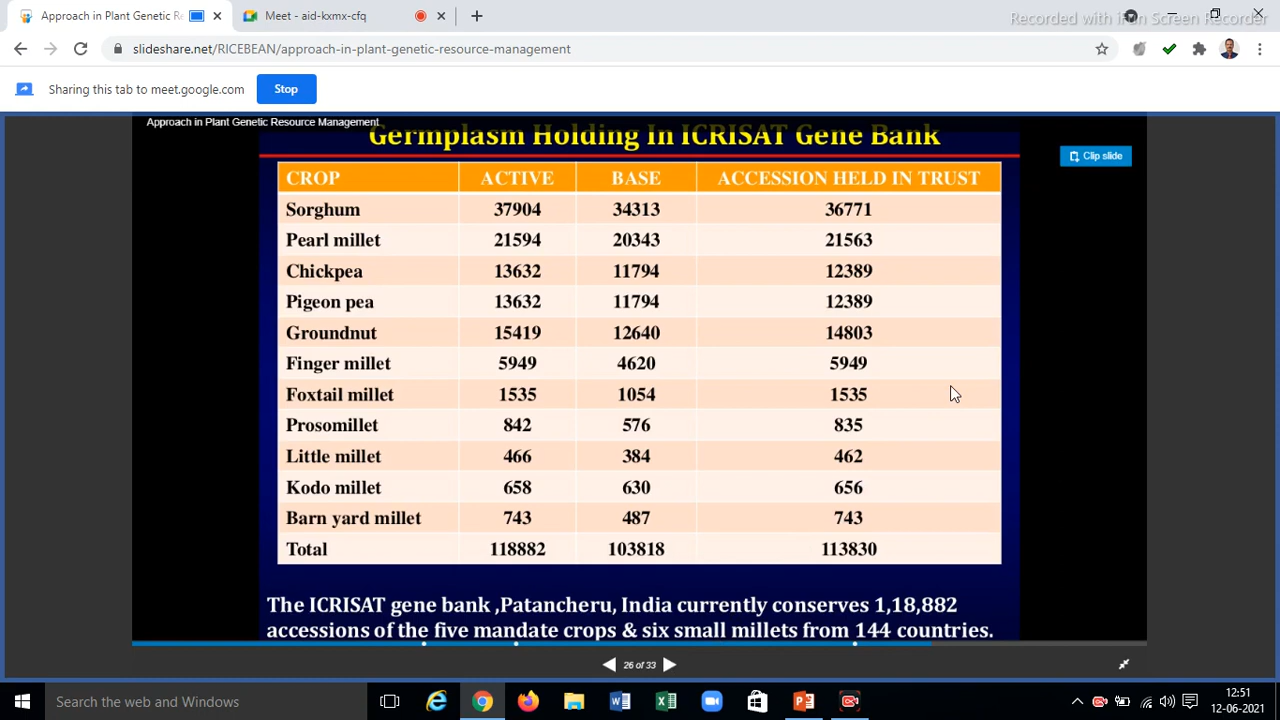 Approach in Plant Genetic Re
Meet - aid-kxmx-cfq
Recorded with iFun Screen Recorder
slideshare.net/RICEBEAN/approach-in-plant-genetic-resource-management
Sharing this tab to meet.google.com Stop
Approach in Plant Genetic Resource Management
Germplasm Holding In ICRISAT Gene Bank
Clip slide
CROP ACTIVE BASE ACCESSION HELD IN TRUST
Sorghum 37904 34313 36771
Pearl millet 21594 20343 21563
Chickpea 13632 11794 12389
Pigeon pea 13632 11794 12389
Groundnut 15419 12640 14803
Finger millet 5949 4620 5949
Foxtail millet 1535 1054 1535
Prosomillet 842 576 835
Little millet 466 384 462
Kodo millet 658 630 656
Barn yard millet 743 487 743
Total 118882 103818 113830
The ICRISAT gene bank ,Patancheru, India currently conserves 1,18,882
accessions of the five mandate crops & six small millets from 144 countries.
26 of 33
Search the web and Windows
12:51
12-06-2021